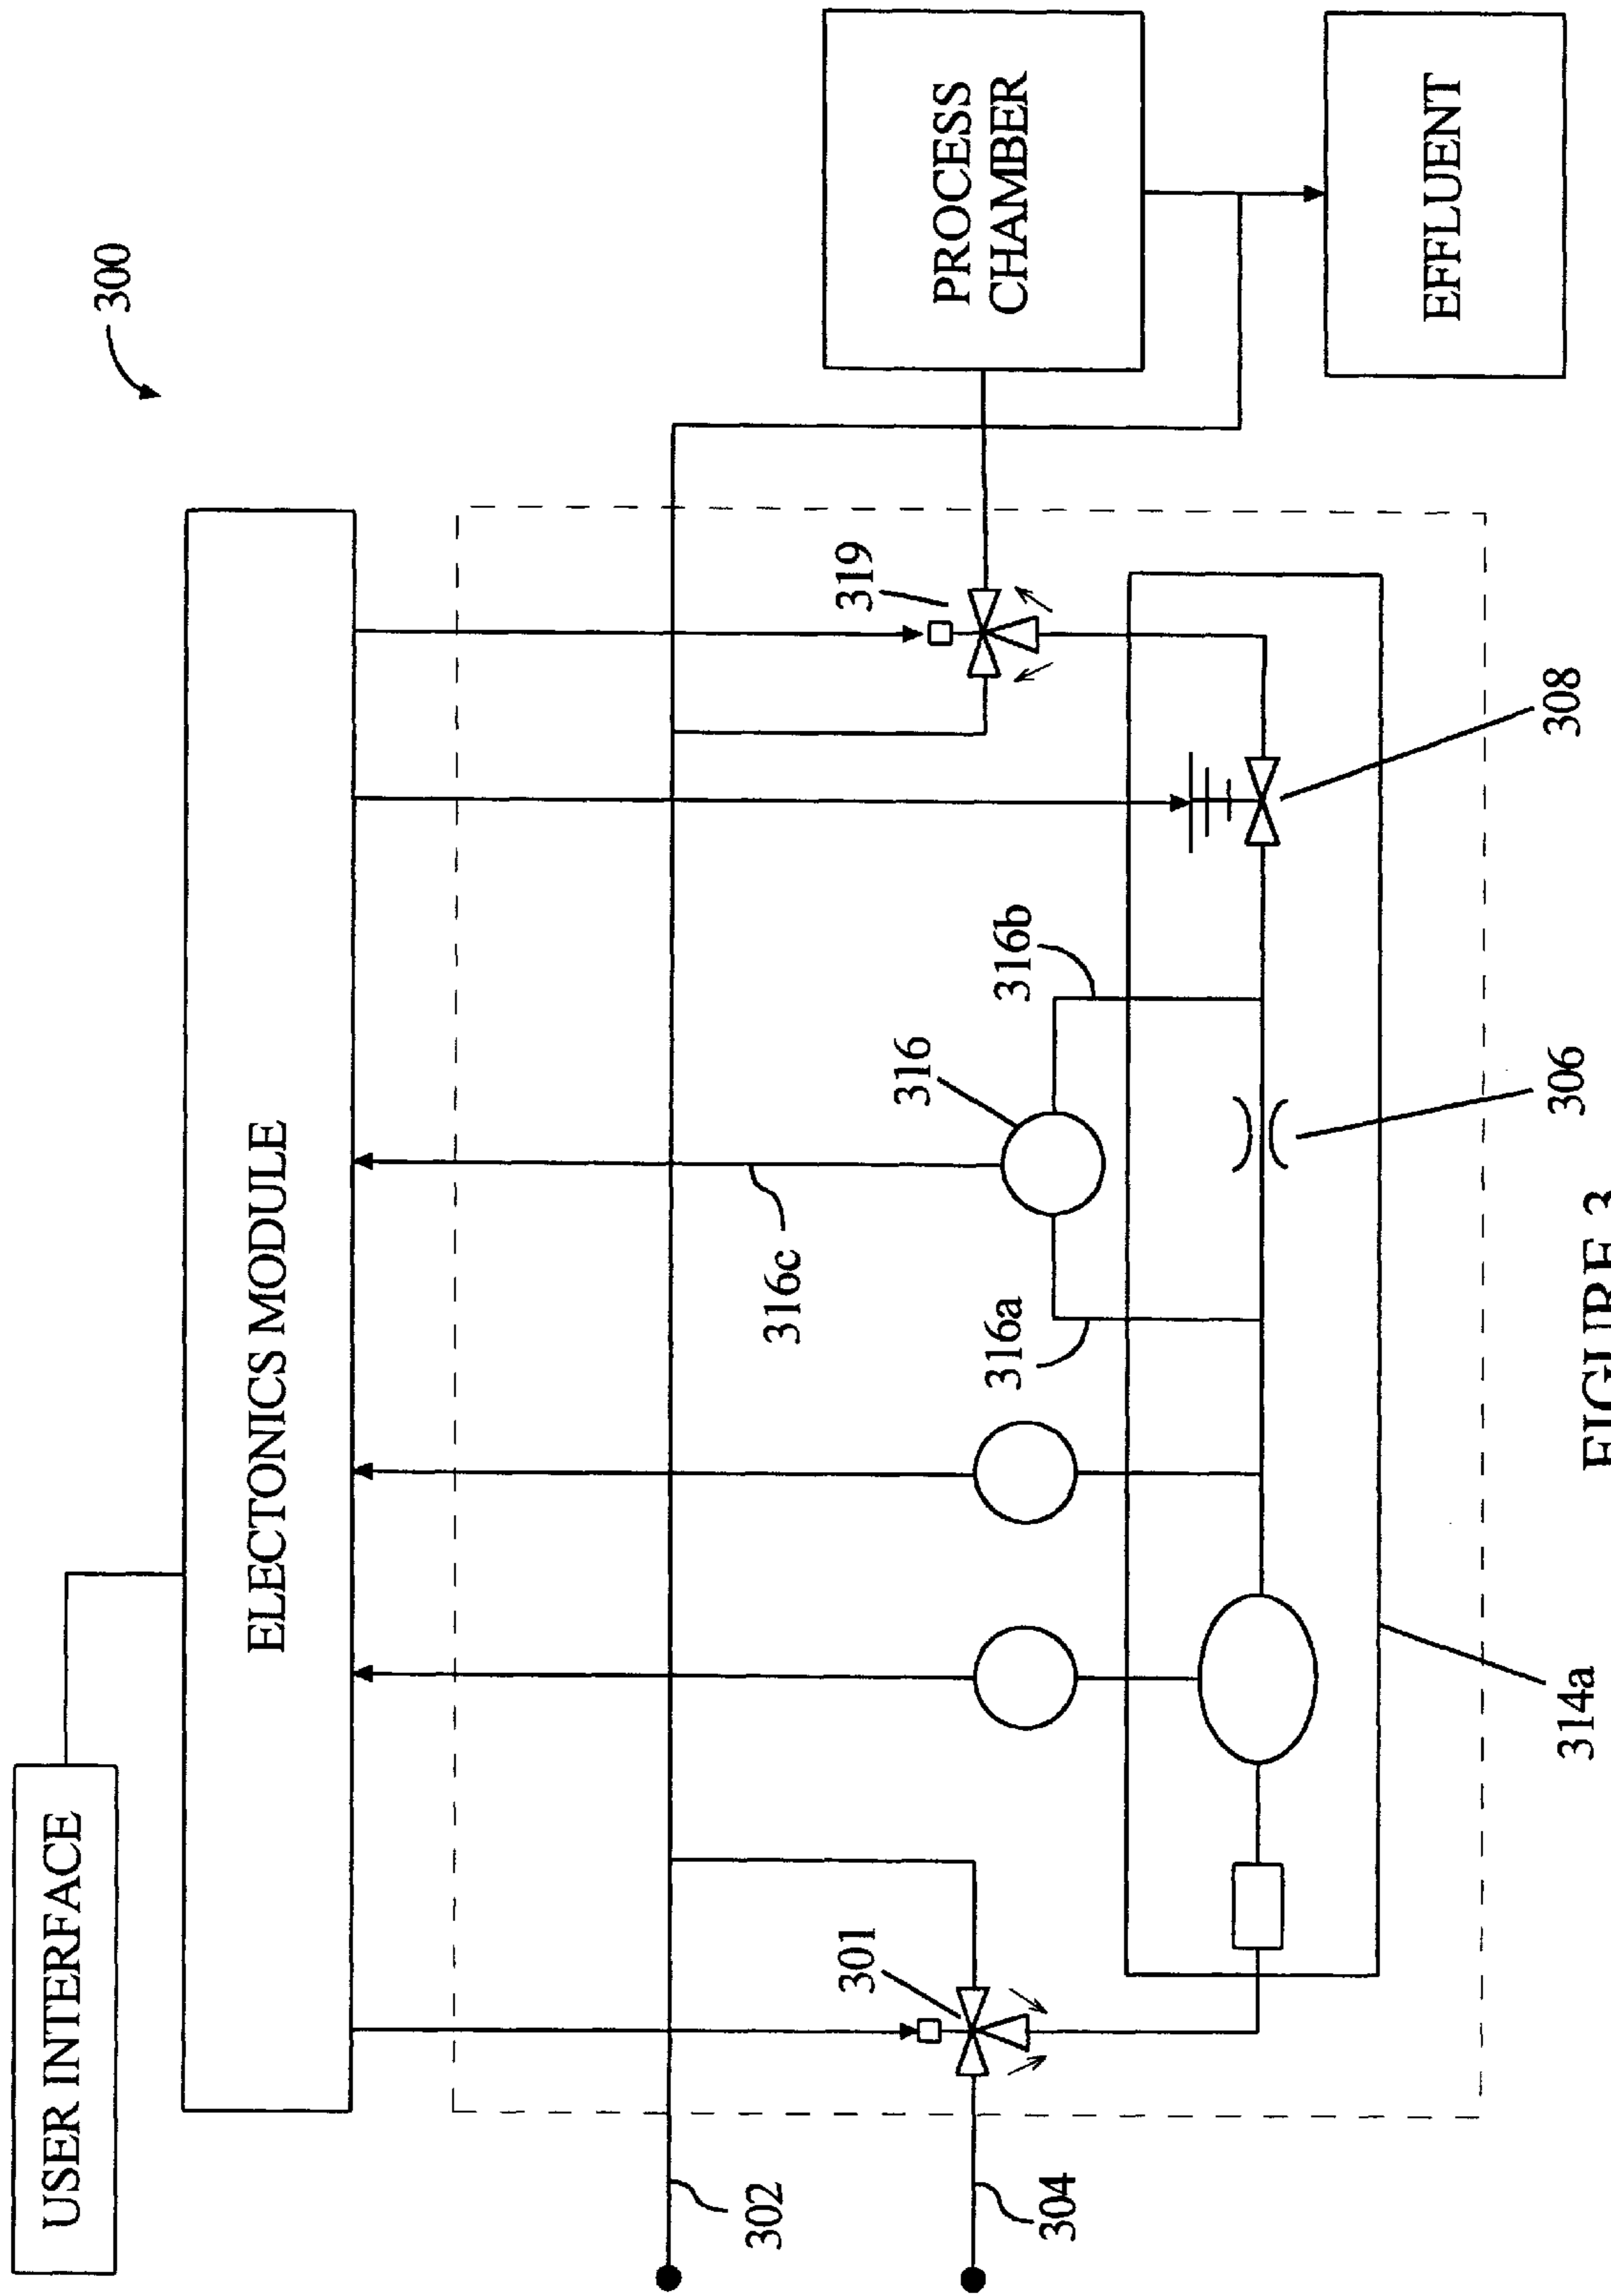 300
USER INTERFACE
ELECTONICS MODULE
PROCESS
CHAMBER
EFFLUENT
302
304
301
319
316c
316
316a
316b
308
306
314a
FIGURE 3